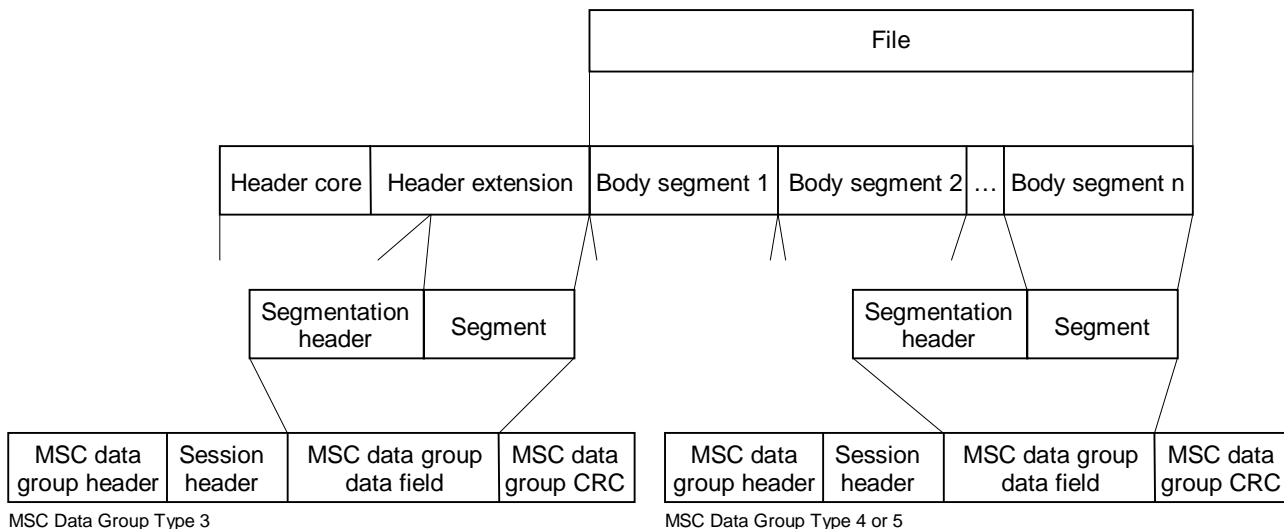 File
Header core
Header extension
Body segment 1
Body segment 2
...
Body segment n
Segmentation
header
Segment
Segmentation
header
Segment
MSC data
group header
Session
header
MSC data group
data field
MSC data
group CRC
MSC data
group header
Session
header
MSC data group
data field
MSC data
group CRC
MSC Data Group Type 3
MSC Data Group Type 4 or 5